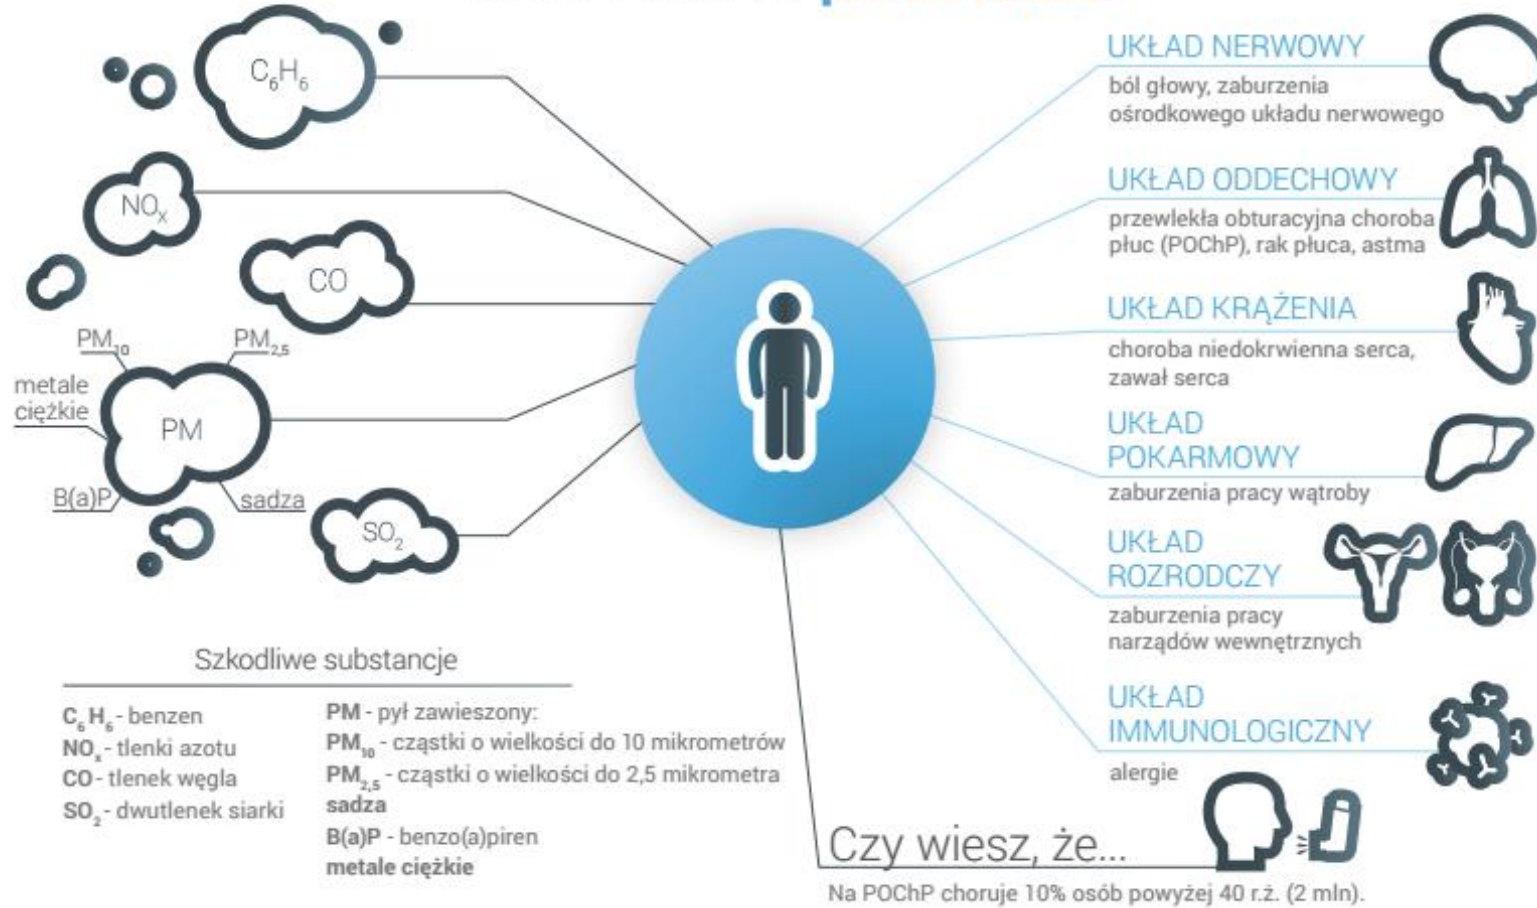 C₆H₆
NOₓ
CO
PM₁₀
PM₂,₅
metale
ciężkie
PM
B(a)P
sadza
SO₂
UKŁAD NERWOWY
ból głowy, zaburzenia
ośrodkowego układu nerwowego
UKŁAD ODDECHOWY
przewlekła obturacyjna choroba
płuc (POChP), rak płuca, astma
UKŁAD KRĄŻENIA
choroba niedokrwienna serca,
zawał serca
UKŁAD
POKARMOWY
zaburzenia pracy wątroby
UKŁAD
ROZRODCZY
zaburzenia pracy
narządów wewnętrznych
UKŁAD
IMMUNOLOGICZNY
alergie
Szkodliwe substancje
C₆H₆ - benzen
NOₓ - tlenki azotu
CO - tlenek węgla
SO₂ - dwutlenek siarki
PM - pył zawieszony:
PM₁₀ - cząstki o wielkości do 10 mikrometrów
PM₂,₅ - cząstki o wielkości do 2,5 mikrometra
sadza
B(a)P - benzo(a)piren
metale ciężkie
Czy wiesz, że...
Na POChP choruje 10% osób powyżej 40 r.ż. (2 mln).